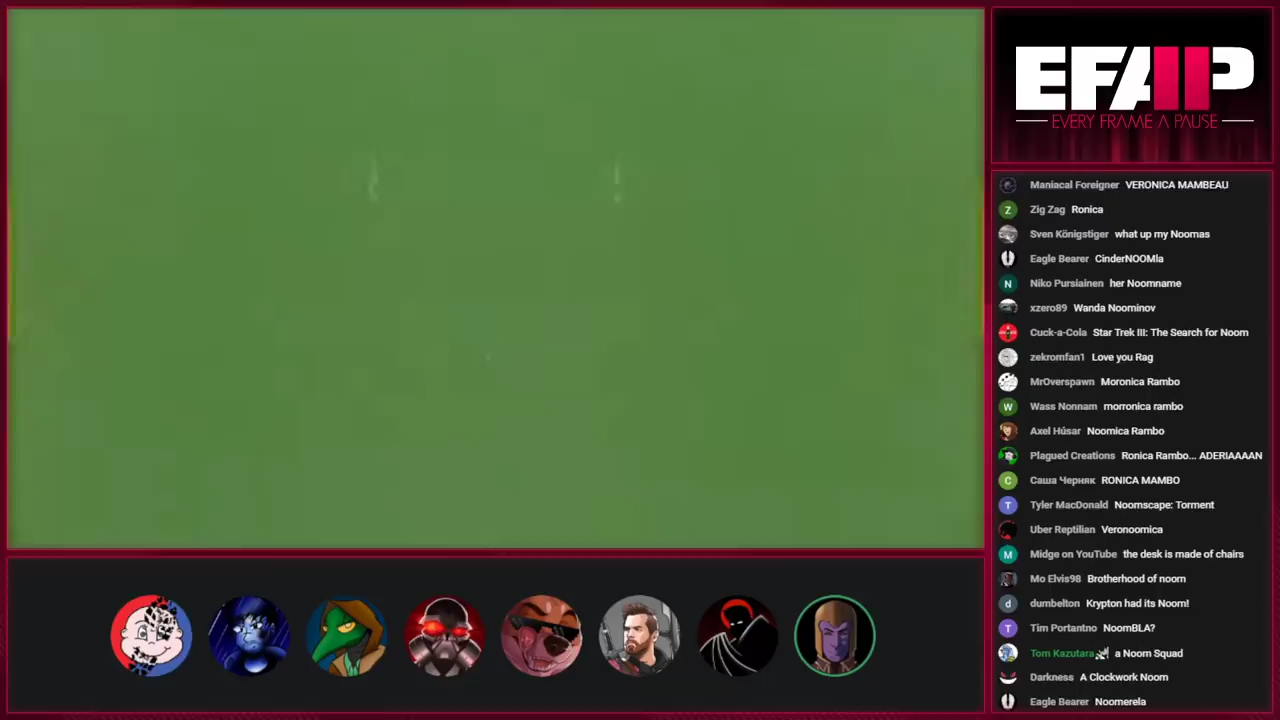 EFAP
EVERY FRAME A PAUSE
Maniacal Foreigner VERONICA MAMBEAU
Z
Zig Zag Ronica
Sven Königstiger what up my Noomas
Eagle Bearer CinderNOOMla
N
Niko Pursiainen her Noomname
xzero89 Wanda Noominov
Cuck-a-Cola Star Trek III: The Search for Noom
zekromfan1 Love you Rag
MrOverspawn Moronica Rambo
W
Wass Nonnam morronica rambo
Axel Húsar Noomica Rambo
Plagued Creations Ronica Rambo... ADERIAAAAN
С
Саша Черняк RONICA MAMBO
T
Tyler MacDonald Noomscape: Torment
Uber Reptilian Veronoomica
M
Midge on YouTube the desk is made of chairs
Mo Elvis98 Brotherhood of noom
d
dumbelton Krypton had its Noom!
T
Tim Portantno NoomBLA?
Tom Kazutara a Noom Squad
Darkness A Clockwork Noom
Eagle Bearer Noomerela